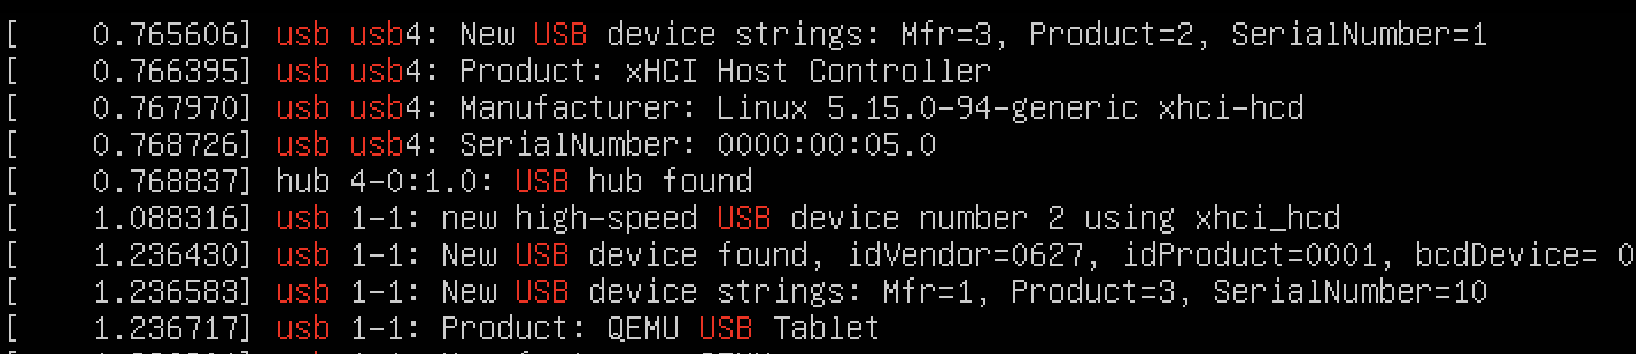 [    0.765606] usb usb4: New USB device strings: Mfr=3, Product=2, SerialNumber=1
[    0.766395] usb usb4: Product: xHCI Host Controller
[    0.767970] usb usb4: Manufacturer: Linux 5.15.0-94-generic xhci-hcd
[    0.768726] usb usb4: SerialNumber: 0000:00:05.0
[    0.768837] hub 4-0:1.0: USB hub found
[    1.088316] usb 1-1: new high-speed USB device number 2 using xhci_hcd
[    1.236430] usb 1-1: New USB device found, idVendor=0627, idProduct=0001, bcdDevice= 0
[    1.236583] usb 1-1: New USB device strings: Mfr=1, Product=3, SerialNumber=10
[    1.236717] usb 1-1: Product: QEMU USB Tablet